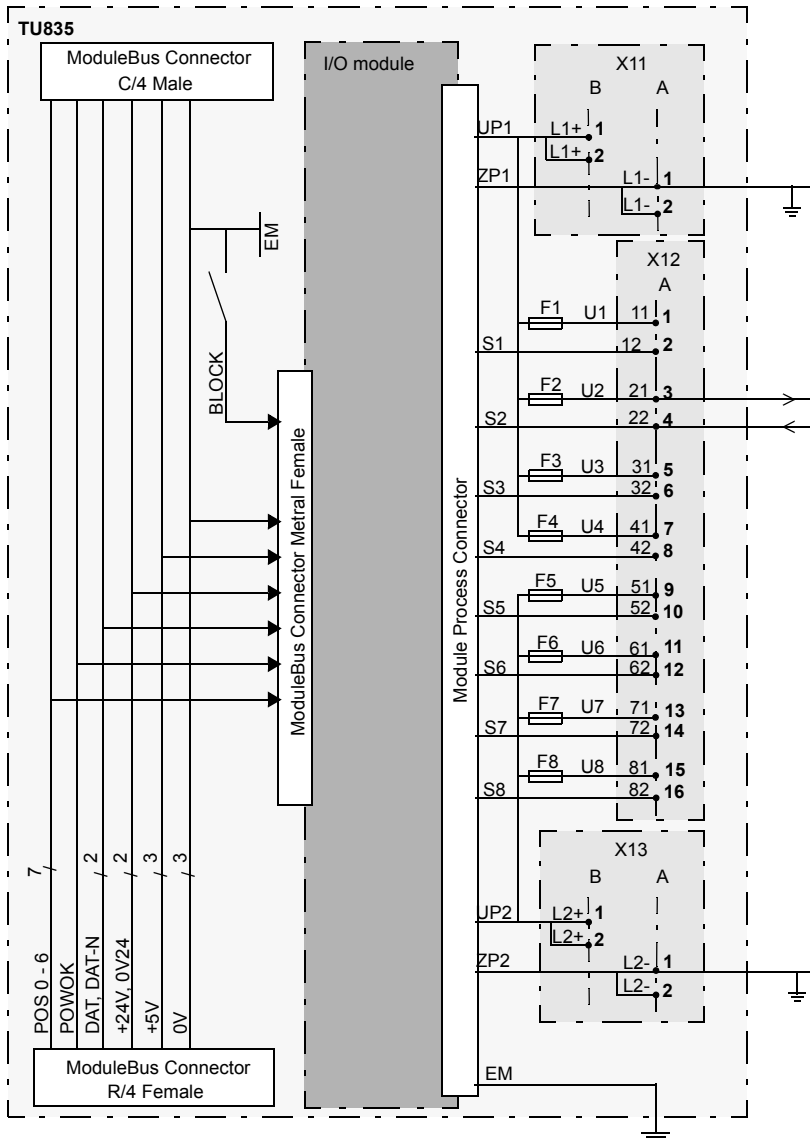 TU835
ModuleBus Connector
C/4 Male
I/O module
X11
B A
UP1 L1+ 1
L1+ 2
ZP1 L1- 1
L1- 2
EM
X12
A
F1 U1 11 1
S1 12 2
BLOCK
F2 U2 21 3
S2 22 4
F3 U3 31 5
S3 32 6
F4 U4 41 7
S4 42 8
F5 U5 51 9
S5 52 10
F6 U6 61 11
S6 62 12
F7 U7 71 13
S7 72 14
F8 U8 81 15
S8 82 16
ModuleBus Connector Metral Female
Module Process Connector
X13
B A
UP2 L2+ 1
L2+ 2
ZP2 L2- 1
L2- 2
7 2 2 3 3
POS 0 - 6
POWOK
DAT, DAT-N
+24V, 0V24
+5V
0V
ModuleBus Connector
R/4 Female
EM